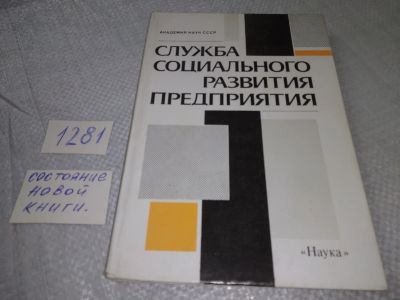 АКАДЕМИЯ НАУК СССР
СЛУЖБА
СОЦИАЛЬНОГО
РАЗВИТИЯ
ПРЕДПРИЯТИЯ
«Наука»
1281
состояние
новой
книги.